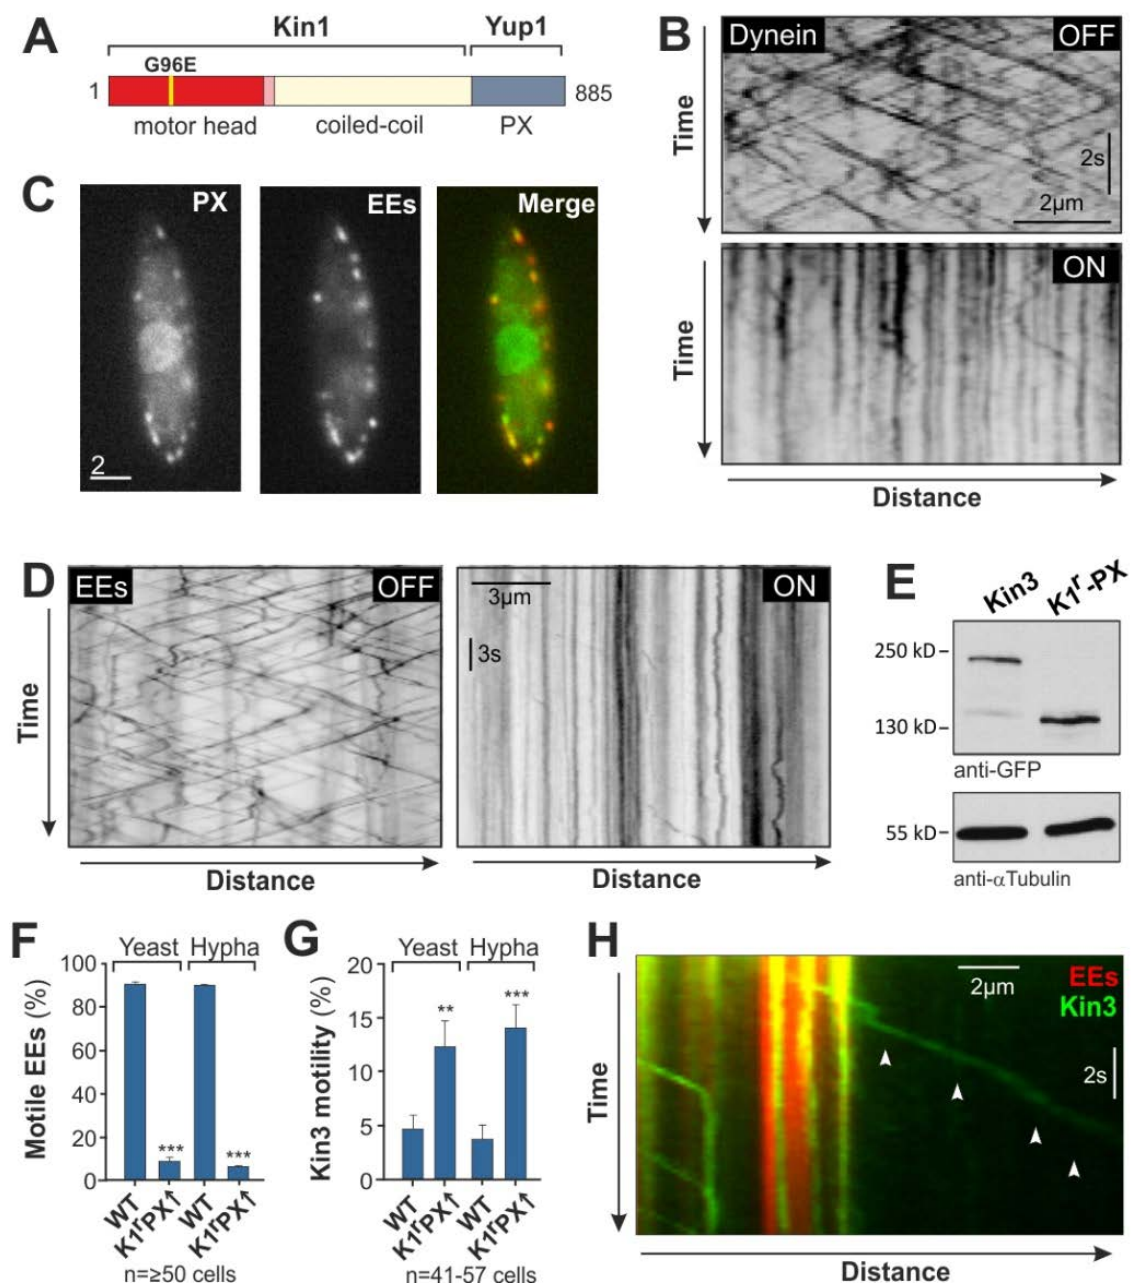 A
Kin1 Yup1
G96E
1 885
motor head coiled-coil PX
B
Dynein OFF
Time
2s
2µm
ON
Time
Distance
C
PX EEs Merge
2
D
EEs OFF
Time
Distance
3µm ON
3s
Distance
E
Kin3 K1ʳ-PX
250 kD
130 kD
anti-GFP
55 kD
anti-αTubulin
F
Yeast Hypha
Motile EEs (%)
100
80
60
40
20
0
*** ***
WT K1ʳPX↑ WT K1ʳPX↑
n=≥50 cells
G
Yeast Hypha
Kin3 motility (%)
20
15
10
5
0
** ***
WT K1ʳPX↑ WT K1ʳPX↑
n=41-57 cells
H
Time
2µm
EEs
Kin3
2s
Distance